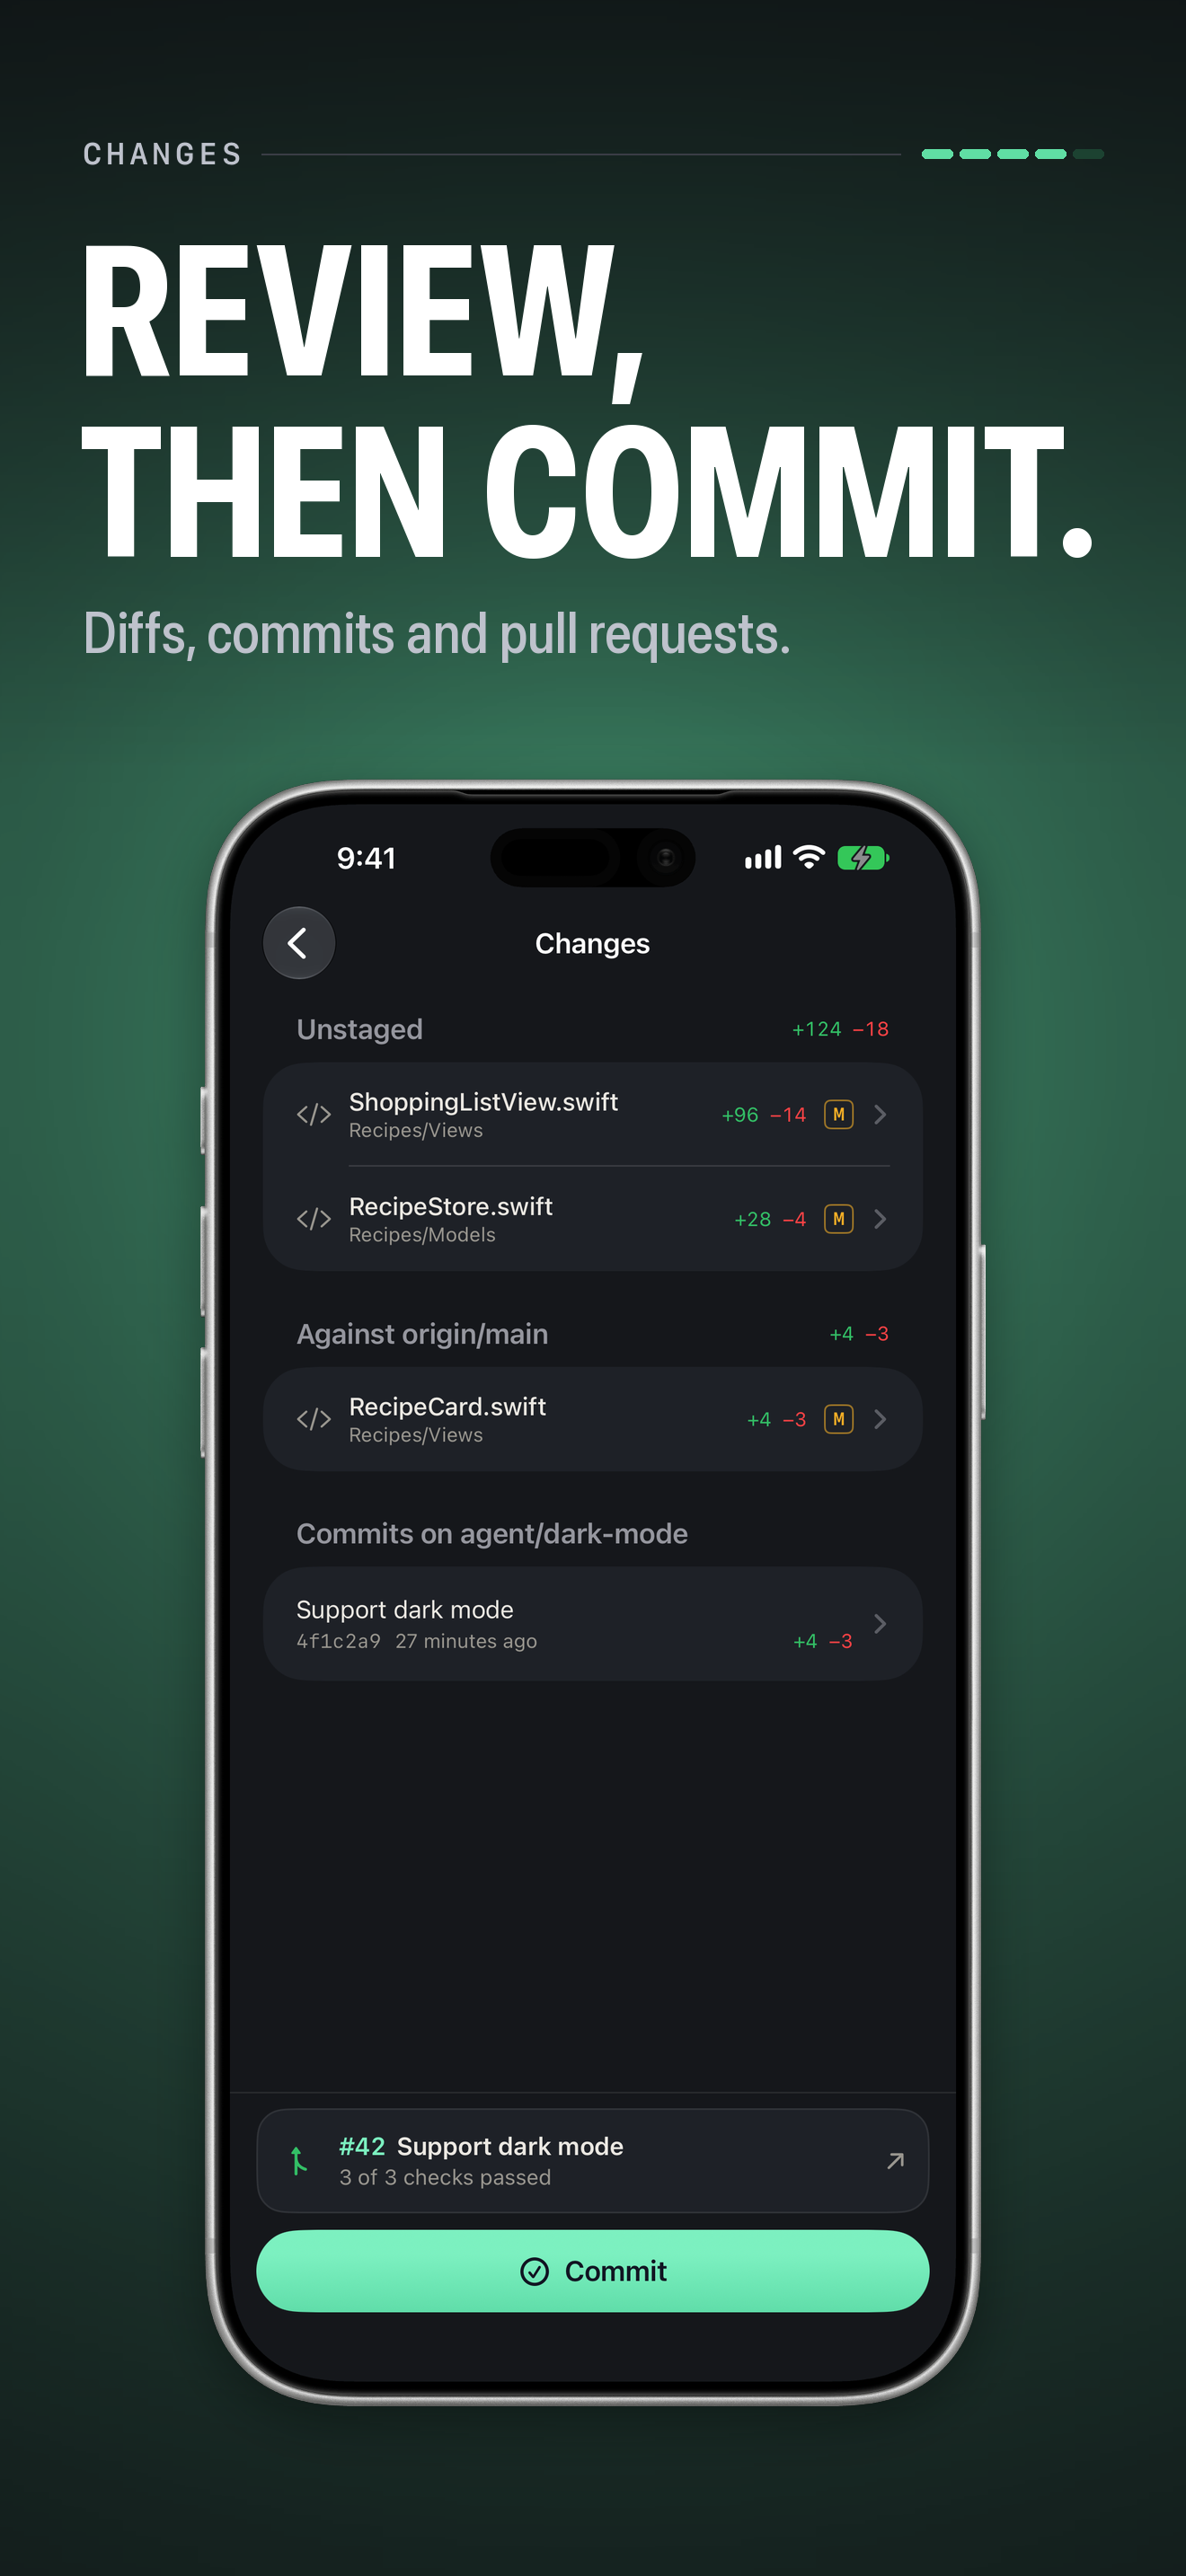 CHANGES
REVIEW,
THEN COMMIT.
Diffs, commits and pull requests.
9:41
Changes
Unstaged +124 −18
ShoppingListView.swift
Recipes/Views
+96 −14 M
RecipeStore.swift
Recipes/Models
+28 −4 M
Against origin/main +4 −3
RecipeCard.swift
Recipes/Views
+4 −3 M
Commits on agent/dark-mode
Support dark mode
4f1c2a9 27 minutes ago +4 −3
#42 Support dark mode
3 of 3 checks passed
Commit